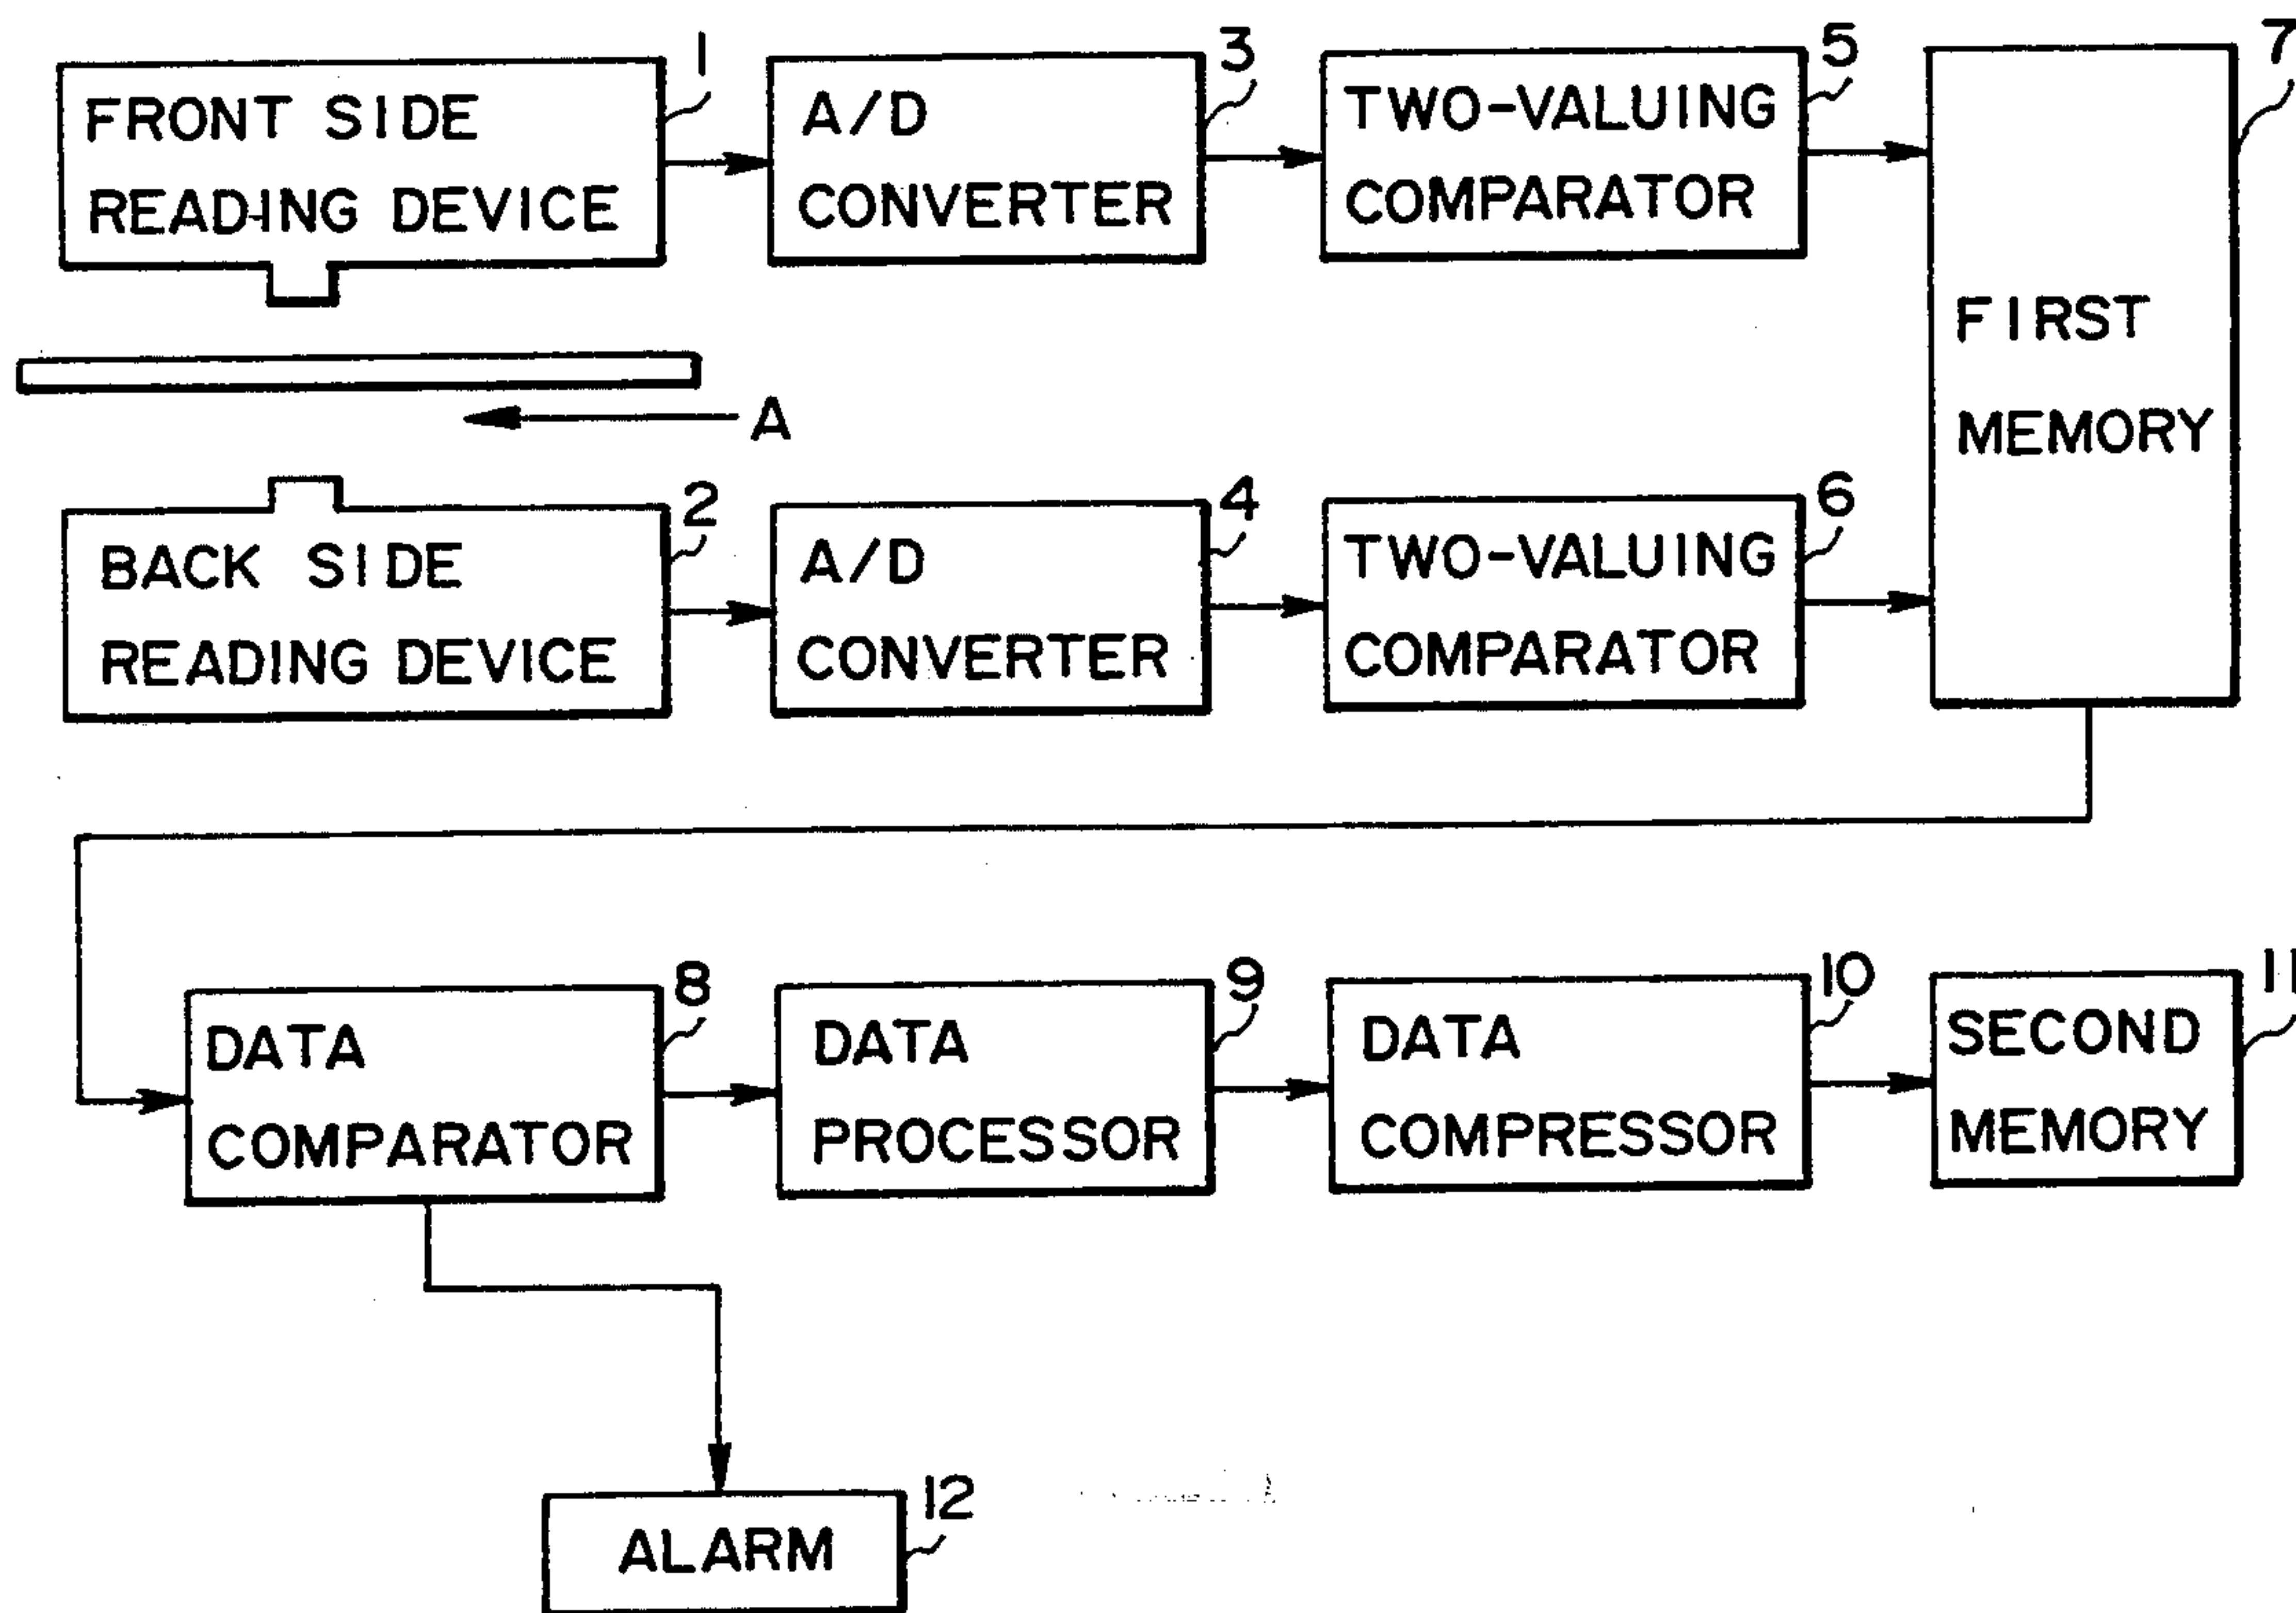 1
FRONT SIDE
READING DEVICE
3
A/D
CONVERTER
5
TWO-VALUING
COMPARATOR
7
FIRST
MEMORY
A
2
BACK SIDE
READING DEVICE
4
A/D
CONVERTER
6
TWO-VALUING
COMPARATOR
8
DATA
COMPARATOR
9
DATA
PROCESSOR
10
DATA
COMPRESSOR
11
SECOND
MEMORY
12
ALARM